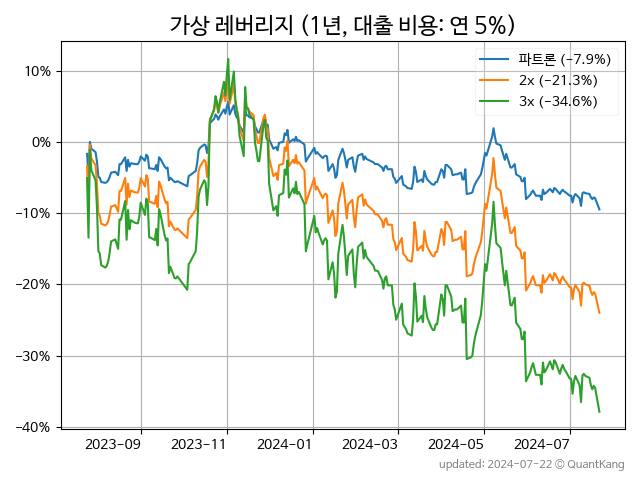 가상 레버리지 (1년, 대출 비용: 연 5%)
파트론 (−7.9%)
2x (−21.3%)
3x (−34.6%)
10%
0%
−10%
−20%
−30%
−40%
2023-09
2023-11
2024-01
2024-03
2024-05
2024-07
updated: 2024-07-22 © QuantKang